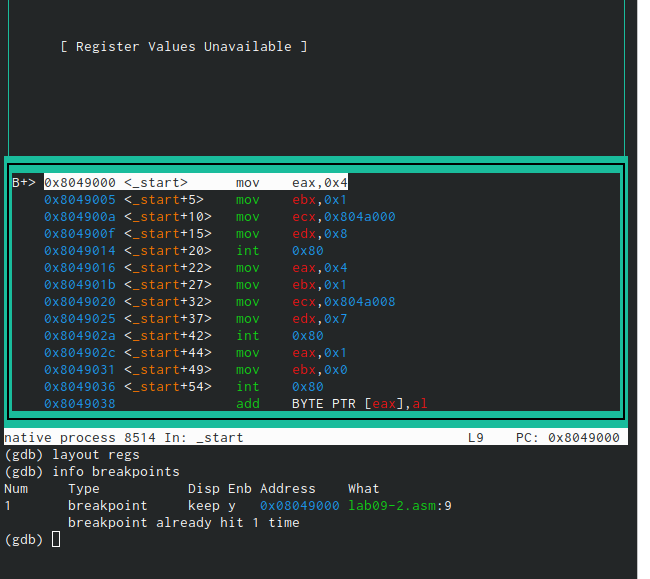 [ Register Values Unavailable ]
B+> 0x8049000 <_start>      mov    eax,0x4
0x8049005 <_start+5>    mov    ebx,0x1
0x804900a <_start+10>   mov    ecx,0x804a000
0x804900f <_start+15>   mov    edx,0x8
0x8049014 <_start+20>   int    0x80
0x8049016 <_start+22>   mov    eax,0x4
0x804901b <_start+27>   mov    ebx,0x1
0x8049020 <_start+32>   mov    ecx,0x804a008
0x8049025 <_start+37>   mov    edx,0x7
0x804902a <_start+42>   int    0x80
0x804902c <_start+44>   mov    eax,0x1
0x8049031 <_start+49>   mov    ebx,0x0
0x8049036 <_start+54>   int    0x80
0x8049038               add    BYTE PTR [eax],al
native process 8514 In: _start                            L9    PC: 0x8049000
(gdb) layout regs
(gdb) info breakpoints
Num     Type           Disp Enb Address    What
1       breakpoint     keep y   0x08049000 lab09-2.asm:9
breakpoint already hit 1 time
(gdb)